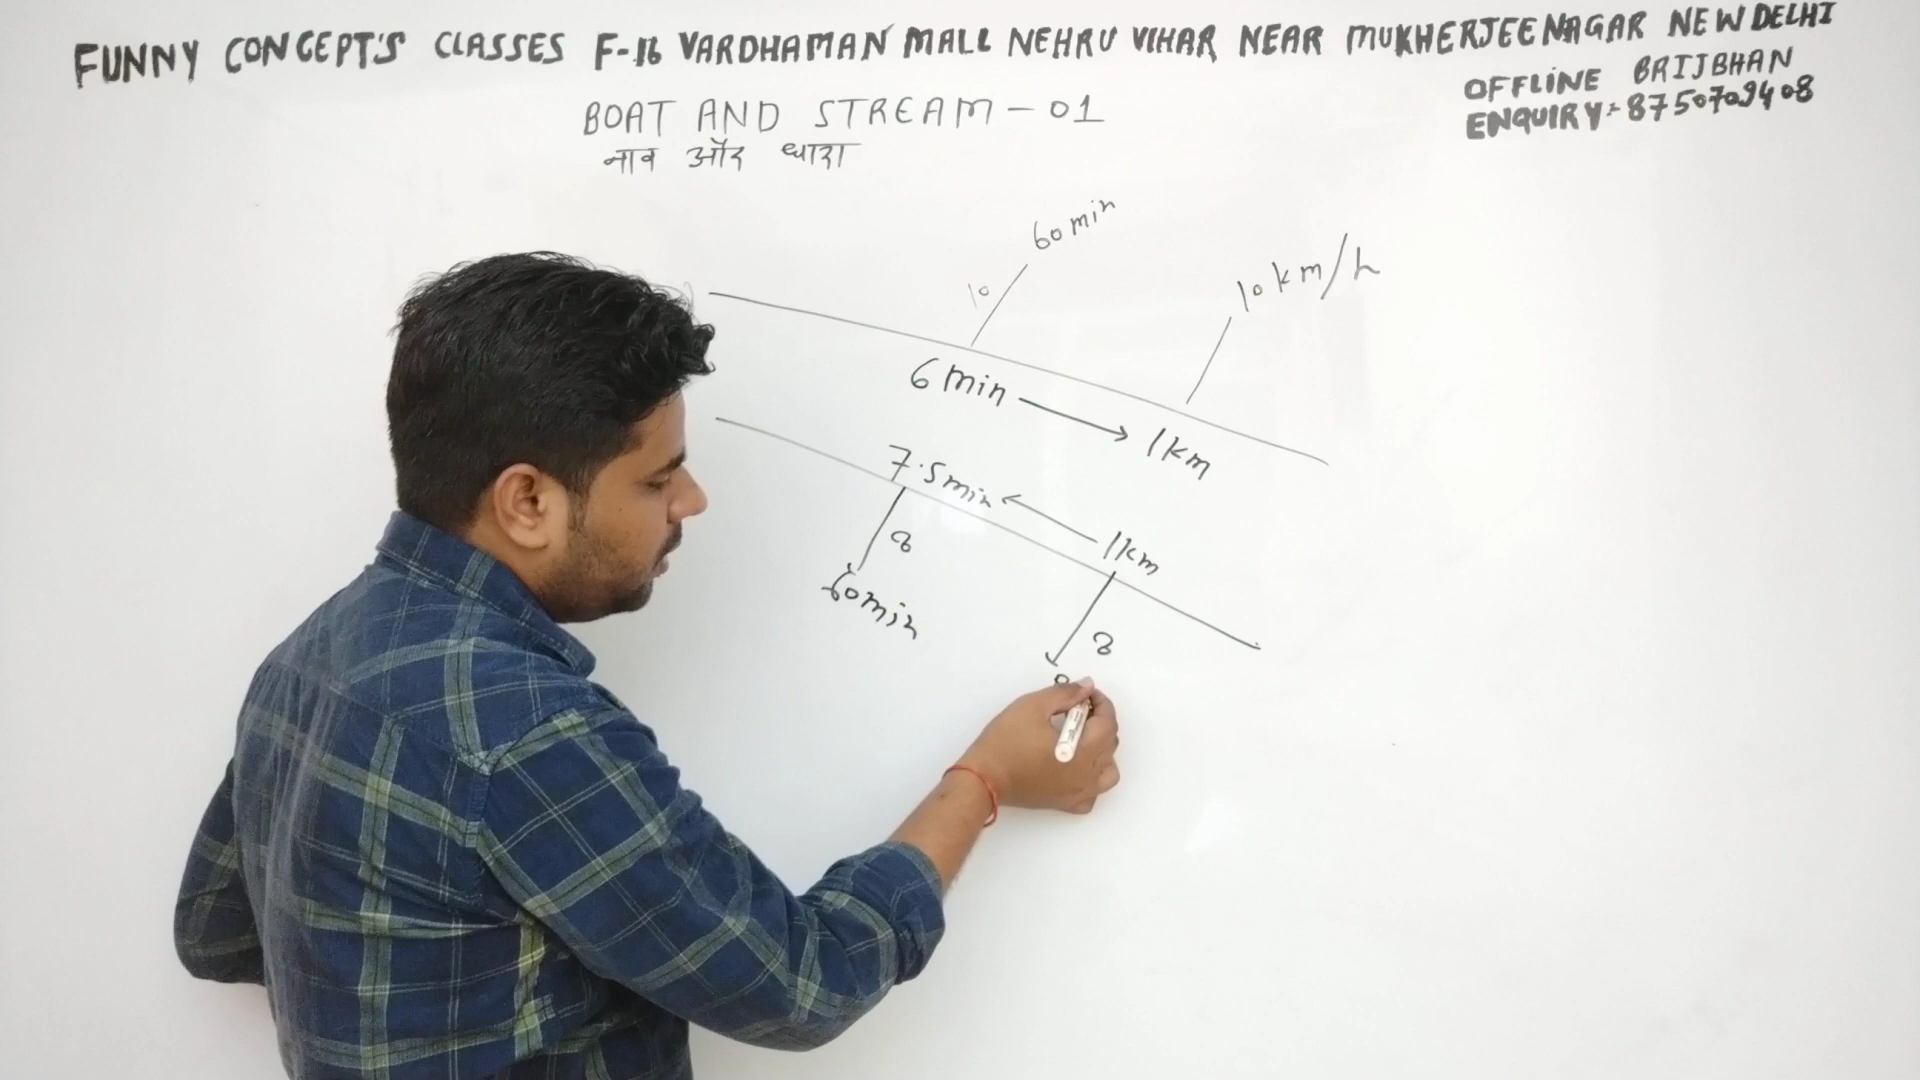 FUNNY CONCEPT'S CLASSES F-16 VARDHAMAN MALL NEHRU VIHAR NEAR MUKHERJEE NAGAR NEW DELHI
OFFLINE BRIJBHAN
ENQUIRY:-8750709408
BOAT AND STREAM-01
नाव और धारा
60 min
10
10 km/h
6 min → 1 km
7.5 min ← 1 km
8
60 min
8